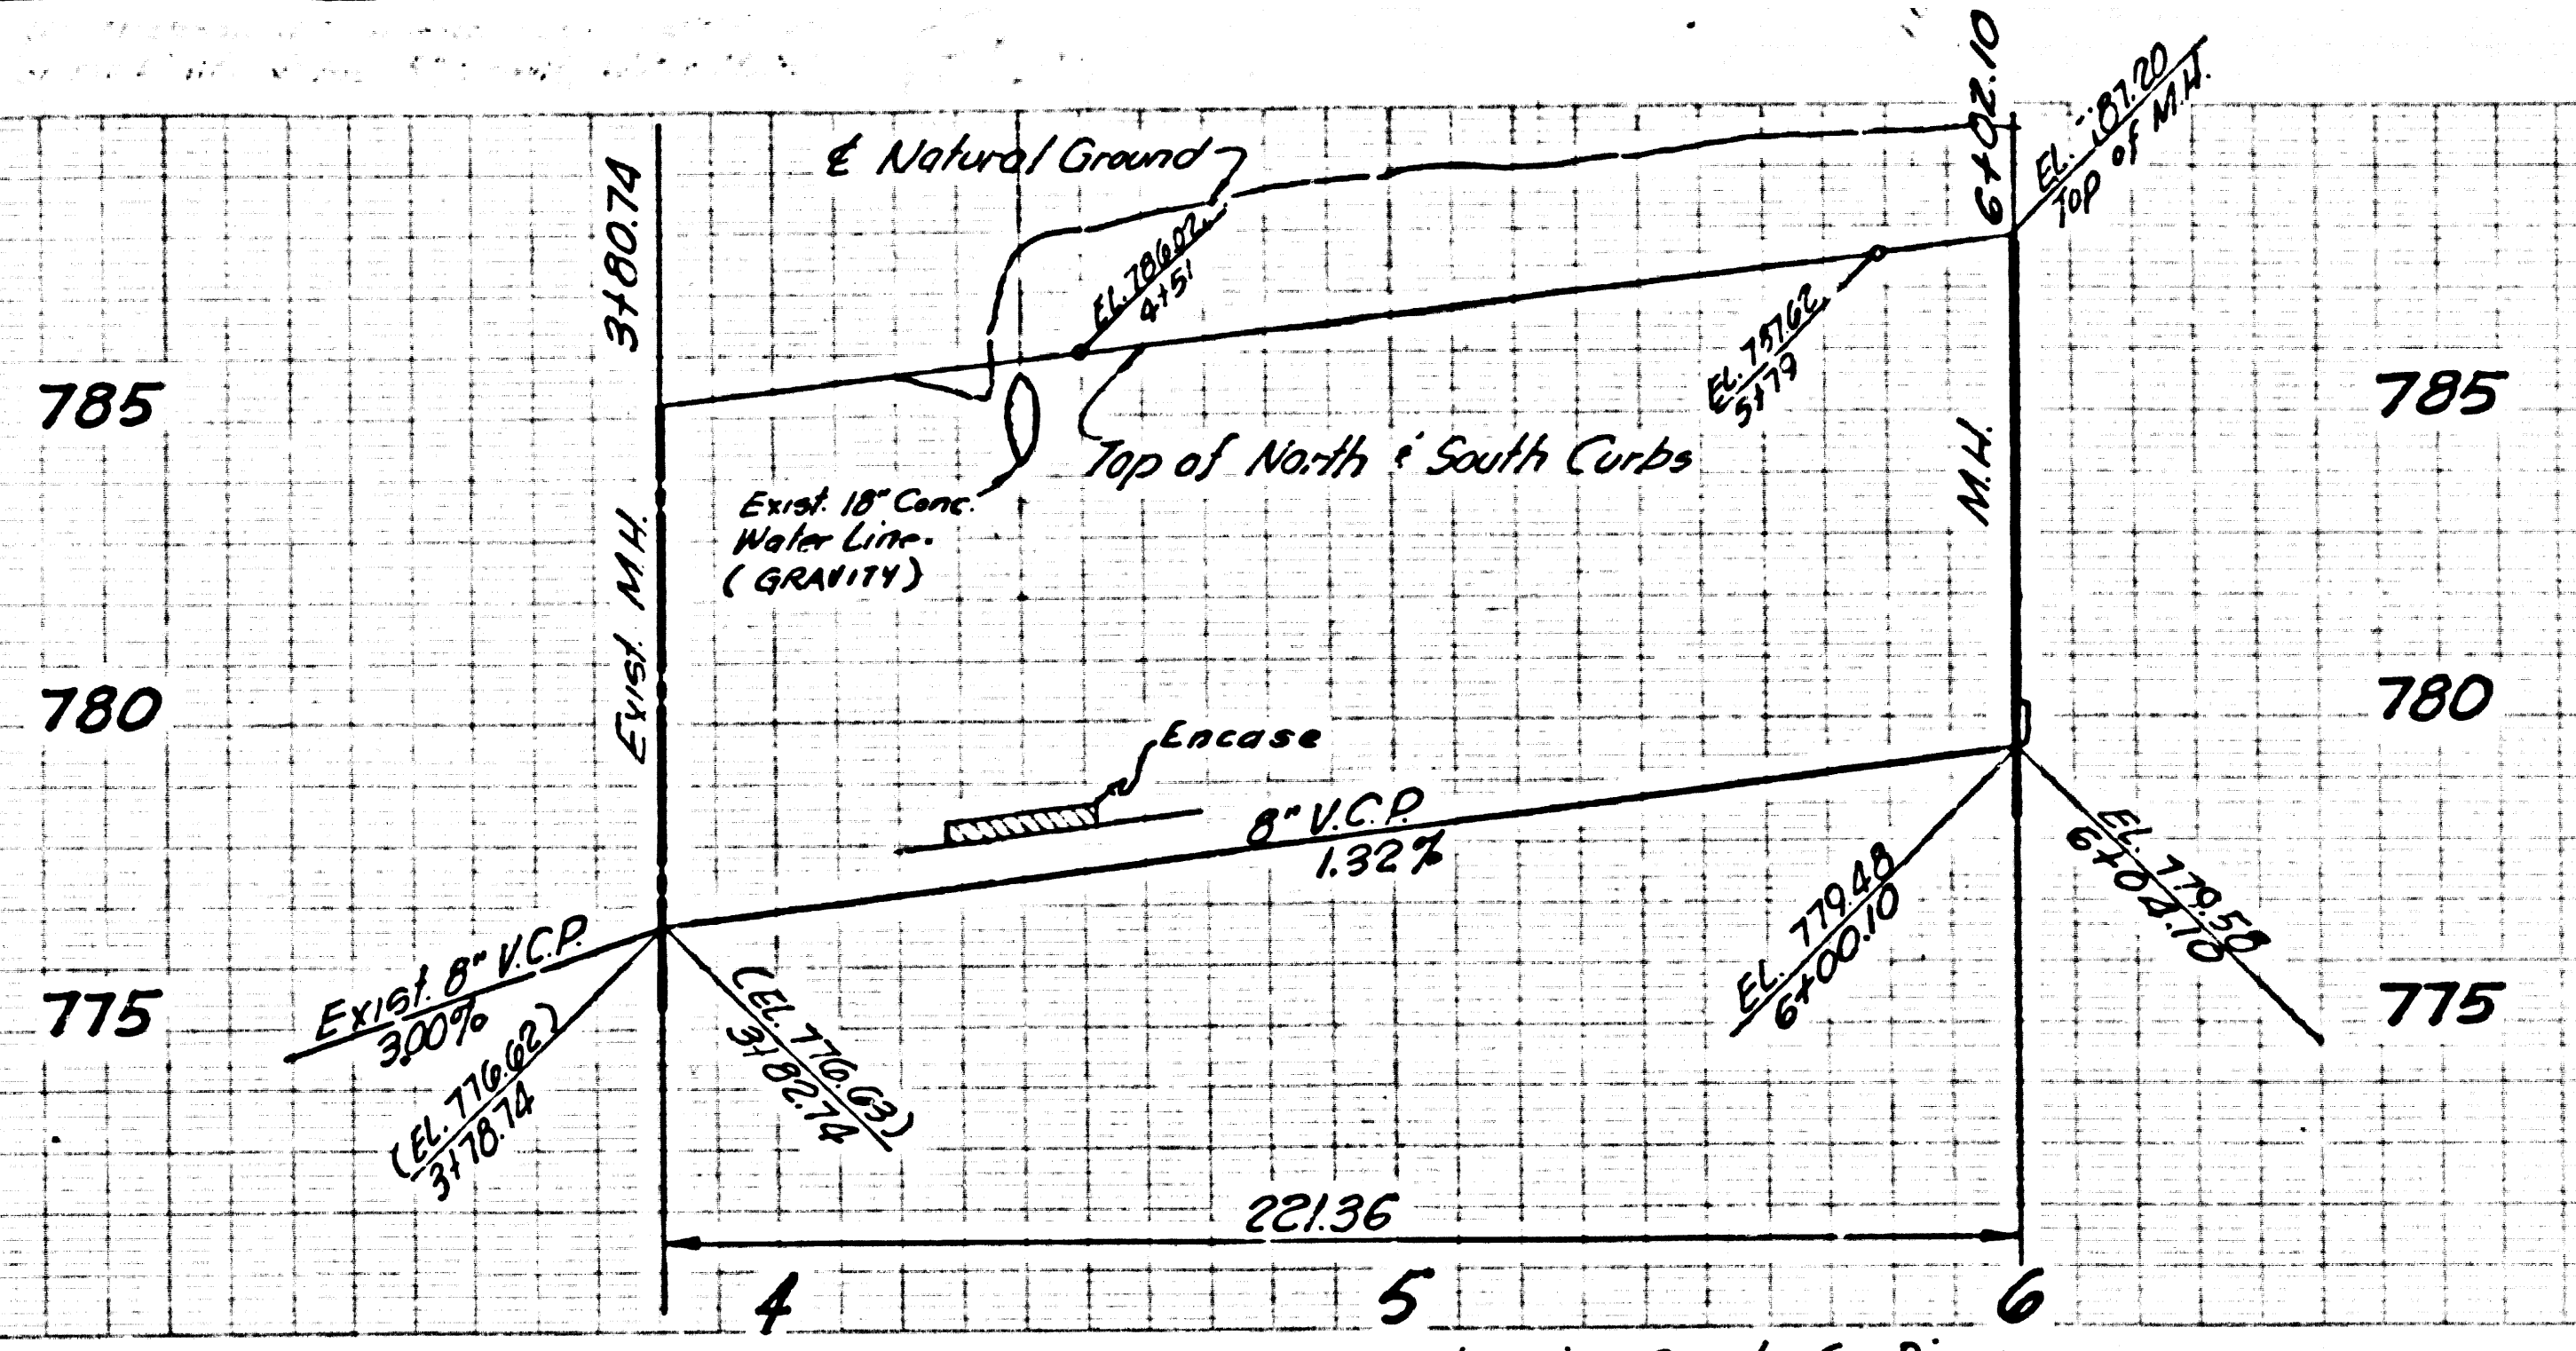 6+02.10
EL. 787.20
Top of M.H.
3+80.74
₵ Natural Ground
EL. 786.02
4+51
EL. 787.62
5+79
785
785
Top of North & South Curbs
M.H.
Exist. 18" Conc.
Water Line.
(GRAVITY)
Exist. M.H.
780
780
Encase
8" V.C.P.
1.32%
EL. 779.48
6+00.10
EL. 779.58
6+04.10
Exist. 8" V.C.P.
3.00%
775
775
(EL. 776.62)
3+78.74
(EL. 776.63)
3+82.74
221.36
4
5
6